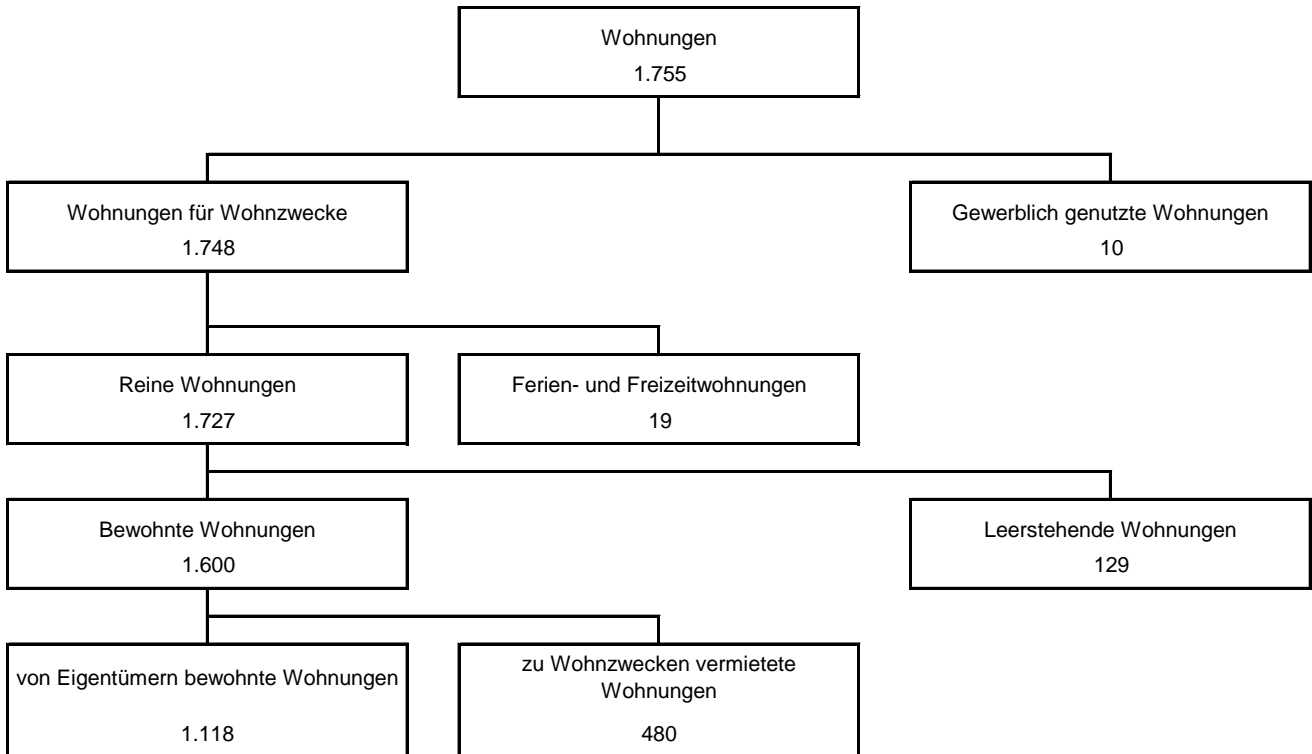 Wohnungen
1.755
Wohnungen für Wohnzwecke
1.748
Gewerblich genutzte Wohnungen
10
Reine Wohnungen
1.727
Ferien- und Freizeitwohnungen
19
Bewohnte Wohnungen
1.600
Leerstehende Wohnungen
129
von Eigentümern bewohnte Wohnungen
1.118
zu Wohnzwecken vermietete
Wohnungen
480